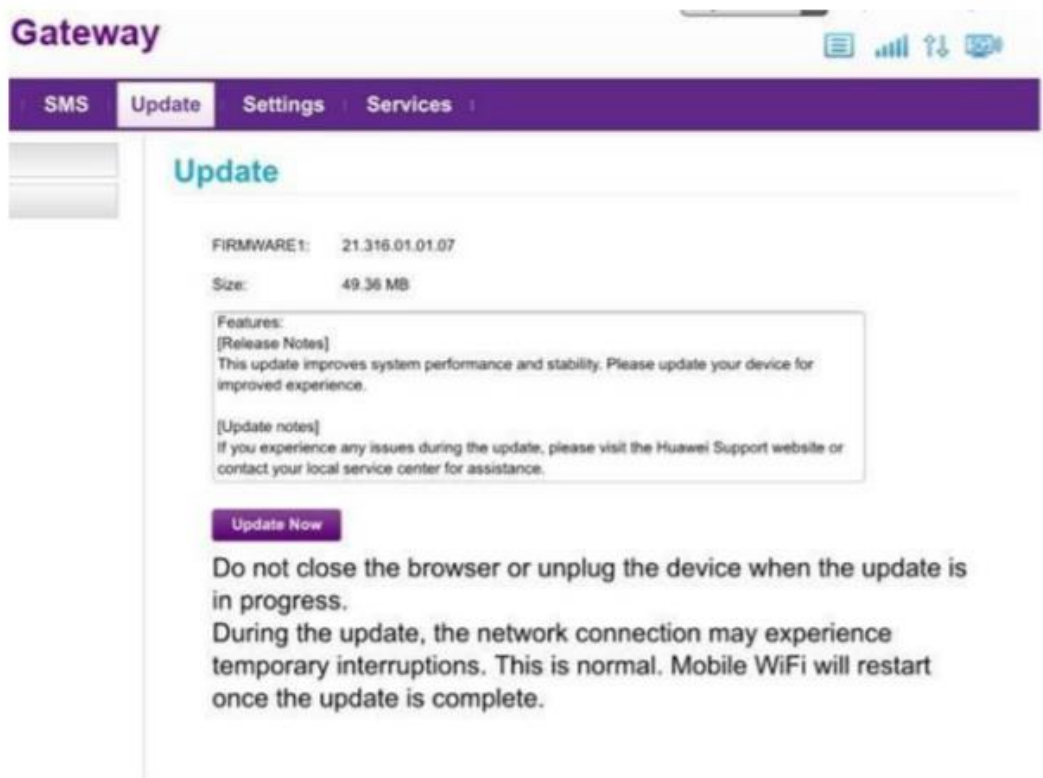 Gateway
SMS Update Settings Services
Update
FIRMWARE1: 21.316.01.01.07
Size: 49.36 MB
Features:
[Release Notes]
This update improves system performance and stability. Please update your device for
improved experience.
[Update notes]
If you experience any issues during the update, please visit the Huawei Support website or
contact your local service center for assistance.
Update Now
Do not close the browser or unplug the device when the update is
in progress.
During the update, the network connection may experience
temporary interruptions. This is normal. Mobile WiFi will restart
once the update is complete.